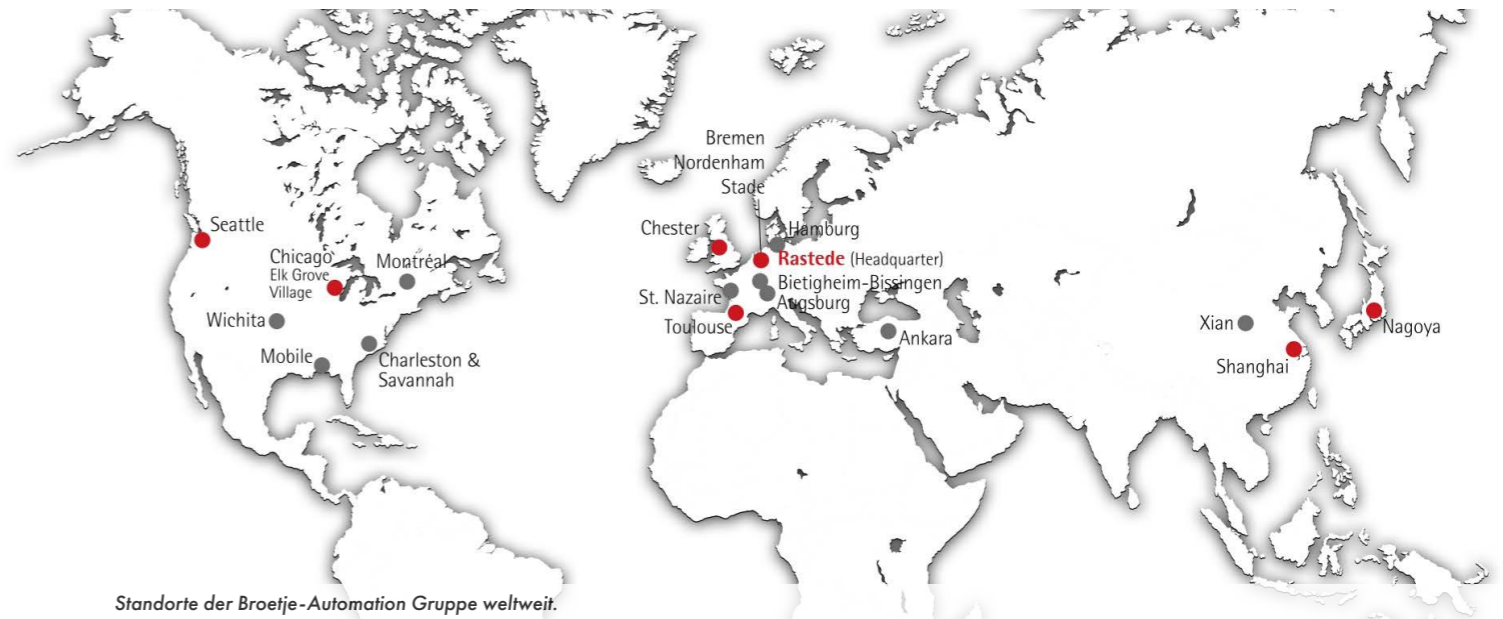 Bremen
Nordenham
Stade
Seattle
Chester
Hamburg
Chicago
Elk Grove
Village
Montréal
Rastede (Headquarter)
Bietigheim-Bissingen
St. Nazaire
Augsburg
Wichita
Toulouse
Ankara
Xian
Nagoya
Mobile
Charleston &
Savannah
Shanghai
Standorte der Broetje-Automation Gruppe weltweit.